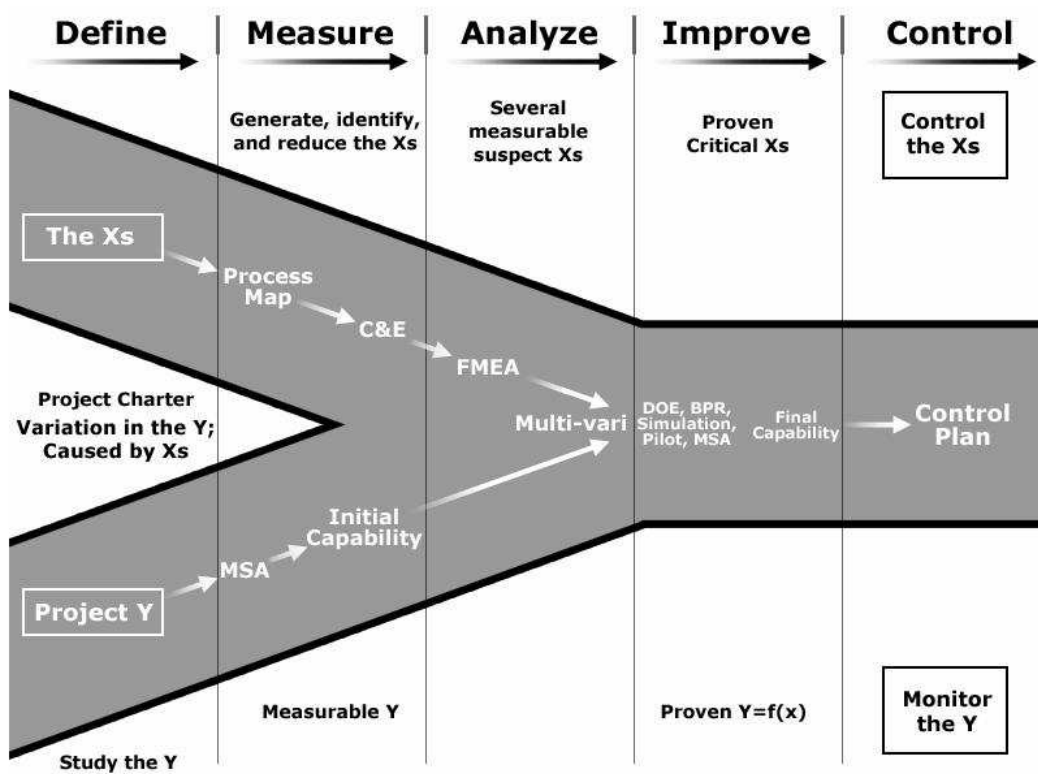 Define
Measure
Analyze
Improve
Control
Generate, identify,
and reduce the Xs
Several
measurable
suspect Xs
Proven
Critical Xs
Control
the Xs
The Xs
Process
Map
C&E
FMEA
Project Charter
Variation in the Y;
Caused by Xs
Multi-vari
DOE, BPR,
Simulation,
Pilot, MSA
Final
Capability
Control
Plan
Initial
Capability
MSA
Project Y
Measurable Y
Proven Y=f(x)
Monitor
the Y
Study the Y